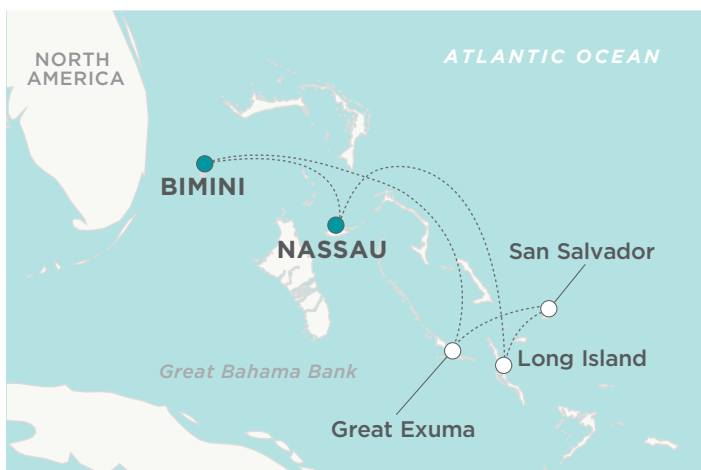 NORTH
AMERICA
ATLANTIC OCEAN
BIMINI
NASSAU
San Salvador
Long Island
Great Bahama Bank
Great Exuma